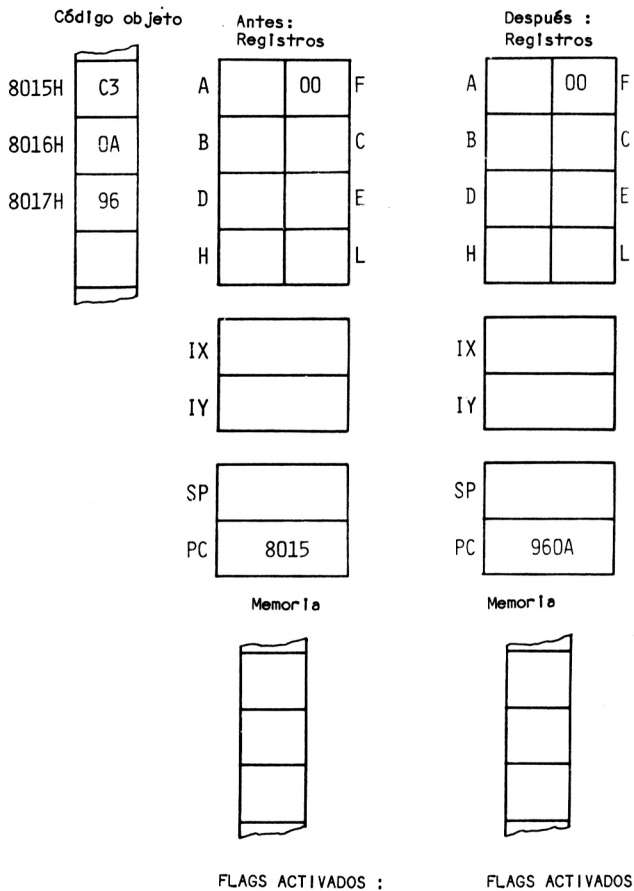 Código objeto
Antes:
Registros
Después :
Registros
8015H C3
8016H 0A
8017H 96
A 00 F
B C
D E
H L
IX
IY
SP
PC 8015
A 00 F
B C
D E
H L
IX
IY
SP
PC 960A
Memoria
Memoria
FLAGS ACTIVADOS :
FLAGS ACTIVADOS